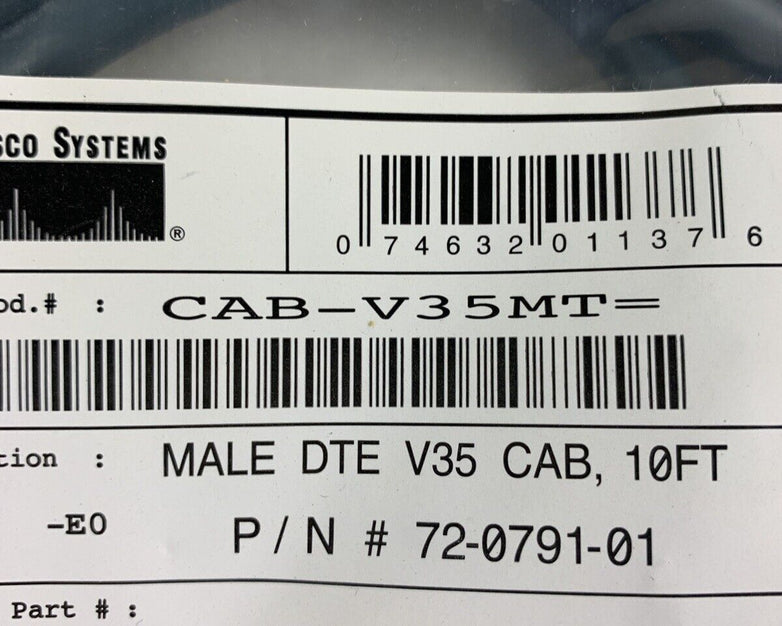 SCO SYSTEMS
®
0 74632 01137 6
od.# : CAB-V35MT=
tion : MALE DTE V35 CAB, 10FT
-E0 P/N # 72-0791-01
Part # :